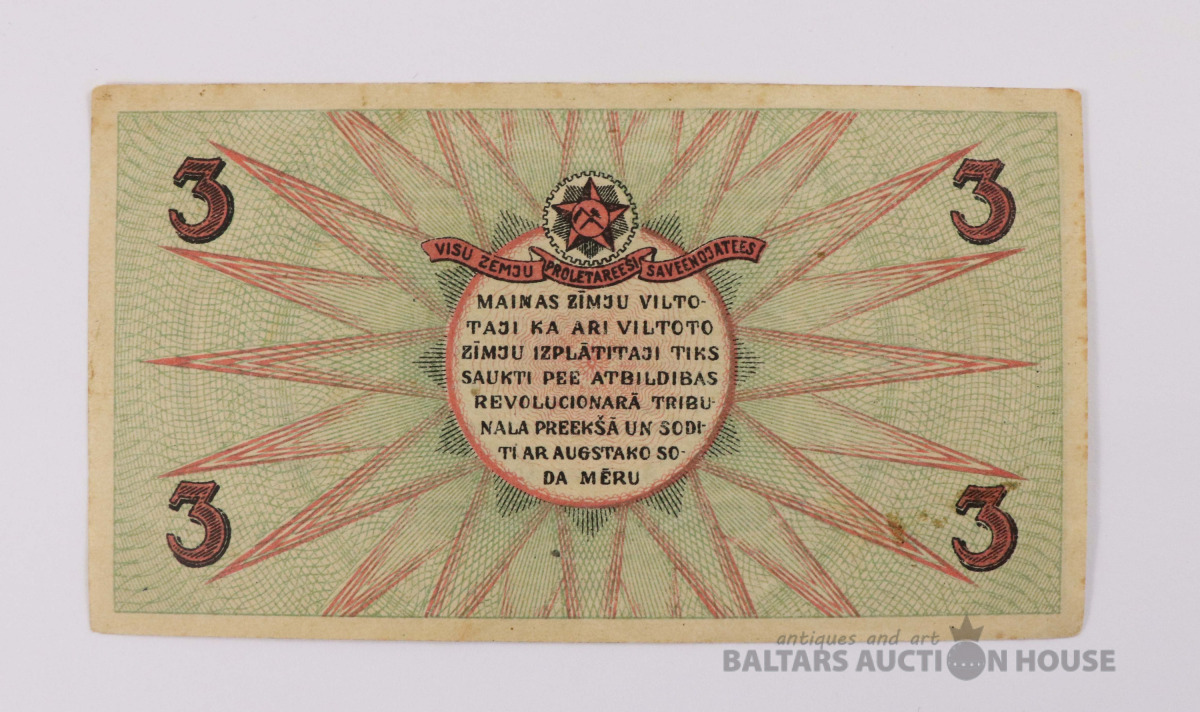 3
3
VISU ZEMJU PROLETAREEŠI SAVEENOJATEES
MAIŅAS ZĪMJU VILTO-
TAJI KA ARI VILTOTO
ZĪMJU IZPLĀTITAJI TIKS
SAUKTI PEE ATBILDIBAS
REVOLUCIONARĀ TRIBU-
NALA PREEKŠĀ UN SODI-
TI AR AUGSTAKO SO-
DA MĒRU
3
3
antiques and art
BALTARS AUCTION HOUSE